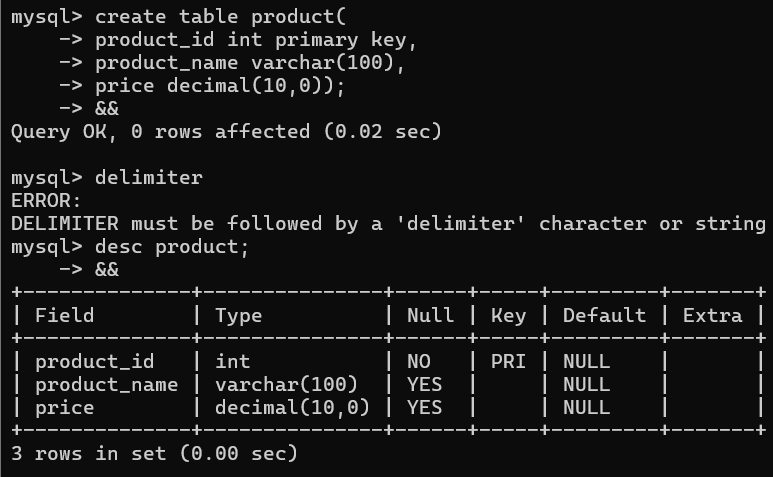 mysql> create table product(
    -> product_id int primary key,
    -> product_name varchar(100),
    -> price decimal(10,0));
    -> &&
Query OK, 0 rows affected (0.02 sec)

mysql> delimiter
ERROR:
DELIMITER must be followed by a 'delimiter' character or string
mysql> desc product;
    -> &&
+--------------+---------------+------+-----+---------+-------+
| Field        | Type          | Null | Key | Default | Extra |
+--------------+---------------+------+-----+---------+-------+
| product_id   | int           | NO   | PRI | NULL    |       |
| product_name | varchar(100)  | YES  |     | NULL    |       |
| price        | decimal(10,0) | YES  |     | NULL    |       |
+--------------+---------------+------+-----+---------+-------+
3 rows in set (0.00 sec)